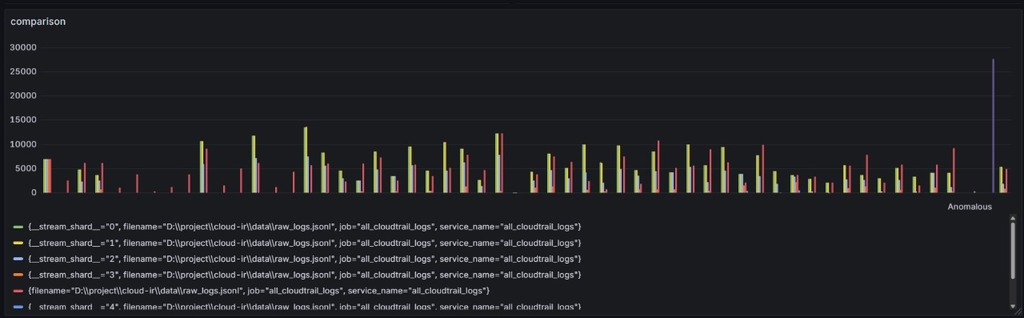 comparison
30000
25000
20000
15000
10000
5000
0
Anomalous
{__stream_shard__="0", filename="D:\\project\\cloud-ir\\data\\raw_logs.jsonl", job="all_cloudtrail_logs", service_name="all_cloudtrail_logs"}
{__stream_shard__="1", filename="D:\\project\\cloud-ir\\data\\raw_logs.jsonl", job="all_cloudtrail_logs", service_name="all_cloudtrail_logs"}
{__stream_shard__="2", filename="D:\\project\\cloud-ir\\data\\raw_logs.jsonl", job="all_cloudtrail_logs", service_name="all_cloudtrail_logs"}
{__stream_shard__="3", filename="D:\\project\\cloud-ir\\data\\raw_logs.jsonl", job="all_cloudtrail_logs", service_name="all_cloudtrail_logs"}
{filename="D:\\project\\cloud-ir\\data\\raw_logs.jsonl", job="all_cloudtrail_logs", service_name="all_cloudtrail_logs"}
{__stream_shard__="4", filename="D:\\project\\cloud-ir\\data\\raw_logs.jsonl", job="all_cloudtrail_logs", service_name="all_cloudtrail_logs"}